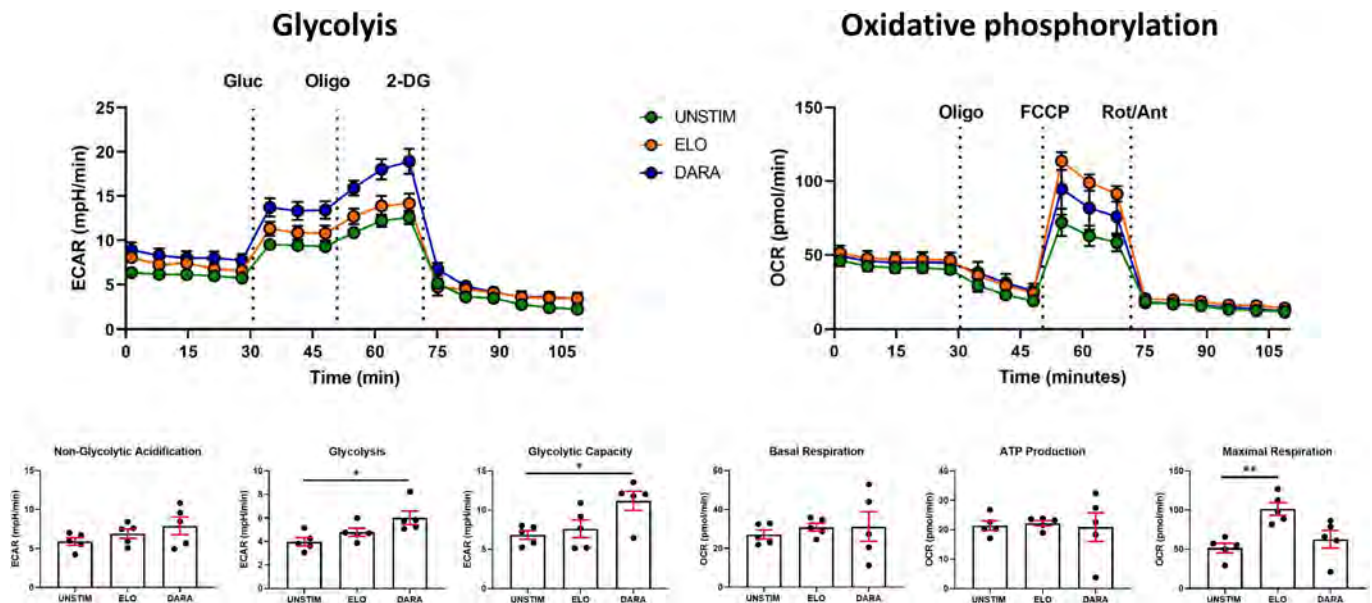 Glycolyis
Oxidative phosphorylation
Gluc Oligo 2-DG
25
20
15
10
5
0
ECAR (mpH/min)
0 15 30 45 60 75 90 105
Time (min)
UNSTIM
ELO
DARA
Oligo FCCP Rot/Ant
150
100
50
0
OCR (pmol/min)
0 15 30 45 60 75 90 105
Time (minutes)
Non-Glycolytic Acidification
15
10
5
0
ECAR (mpH/min)
UNSTIM ELO DARA
Glycolysis
*
10
8
6
4
2
0
ECAR (mpH/min)
UNSTIM ELO DARA
Glycolytic Capacity
*
15
10
5
0
ECAR (mpH/min)
UNSTIM ELO DARA
Basal Respiration
60
40
20
0
OCR (pmol/min)
UNSTIM ELO DARA
ATP Production
40
30
20
10
0
OCR (pmol/min)
UNSTIM ELO DARA
Maximal Respiration
**
150
100
50
0
OCR (pmol/min)
UNSTIM ELO DARA